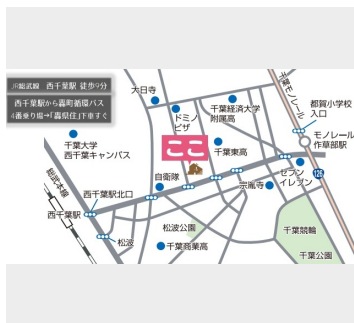 JR総武線 西千葉駅 徒歩9分
西千葉駅から轟町循環バス
4番乗り場→「轟県住」下車すぐ
大日寺
千葉経済大学
附属高
千葉モノレール
都賀小学校
入口
ドミノ
ピザ
千葉大学
西千葉キャンパス
ここ
千葉東高
モノレール
作草部駅
総武本線
自衛隊
セブン
イレブン
126
西千葉駅北口
宗胤寺
西千葉駅
松波
松波公園
千葉商業高
千葉競輪
千葉公園